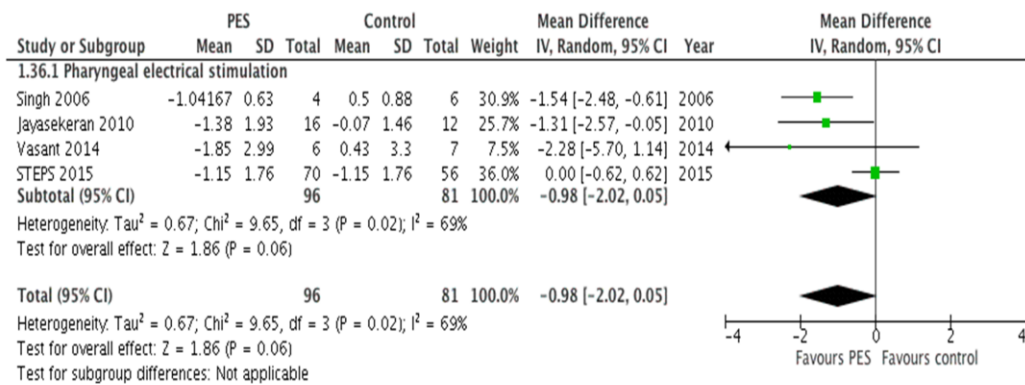 PES Control Mean Difference Mean Difference
Study or Subgroup Mean SD Total Mean SD Total Weight IV, Random, 95% CI Year IV, Random, 95% CI
1.36.1 Pharyngeal electrical stimulation
Singh 2006 -1.04167 0.63 4 0.5 0.88 6 30.9% -1.54 [-2.48, -0.61] 2006
Jayasekeran 2010 -1.38 1.93 16 -0.07 1.46 12 25.7% -1.31 [-2.57, -0.05] 2010
Vasant 2014 -1.85 2.99 6 0.43 3.3 7 7.5% -2.28 [-5.70, 1.14] 2014
STEPS 2015 -1.15 1.76 70 -1.15 1.76 56 36.0% 0.00 [-0.62, 0.62] 2015
Subtotal (95% CI) 96 81 100.0% -0.98 [-2.02, 0.05]
Heterogeneity: Tau² = 0.67; Chi² = 9.65, df = 3 (P = 0.02); I² = 69%
Test for overall effect: Z = 1.86 (P = 0.06)
Total (95% CI) 96 81 100.0% -0.98 [-2.02, 0.05]
Heterogeneity: Tau² = 0.67; Chi² = 9.65, df = 3 (P = 0.02); I² = 69%
Test for overall effect: Z = 1.86 (P = 0.06)
Test for subgroup differences: Not applicable
-4 -2 0 2 4
Favours PES Favours control